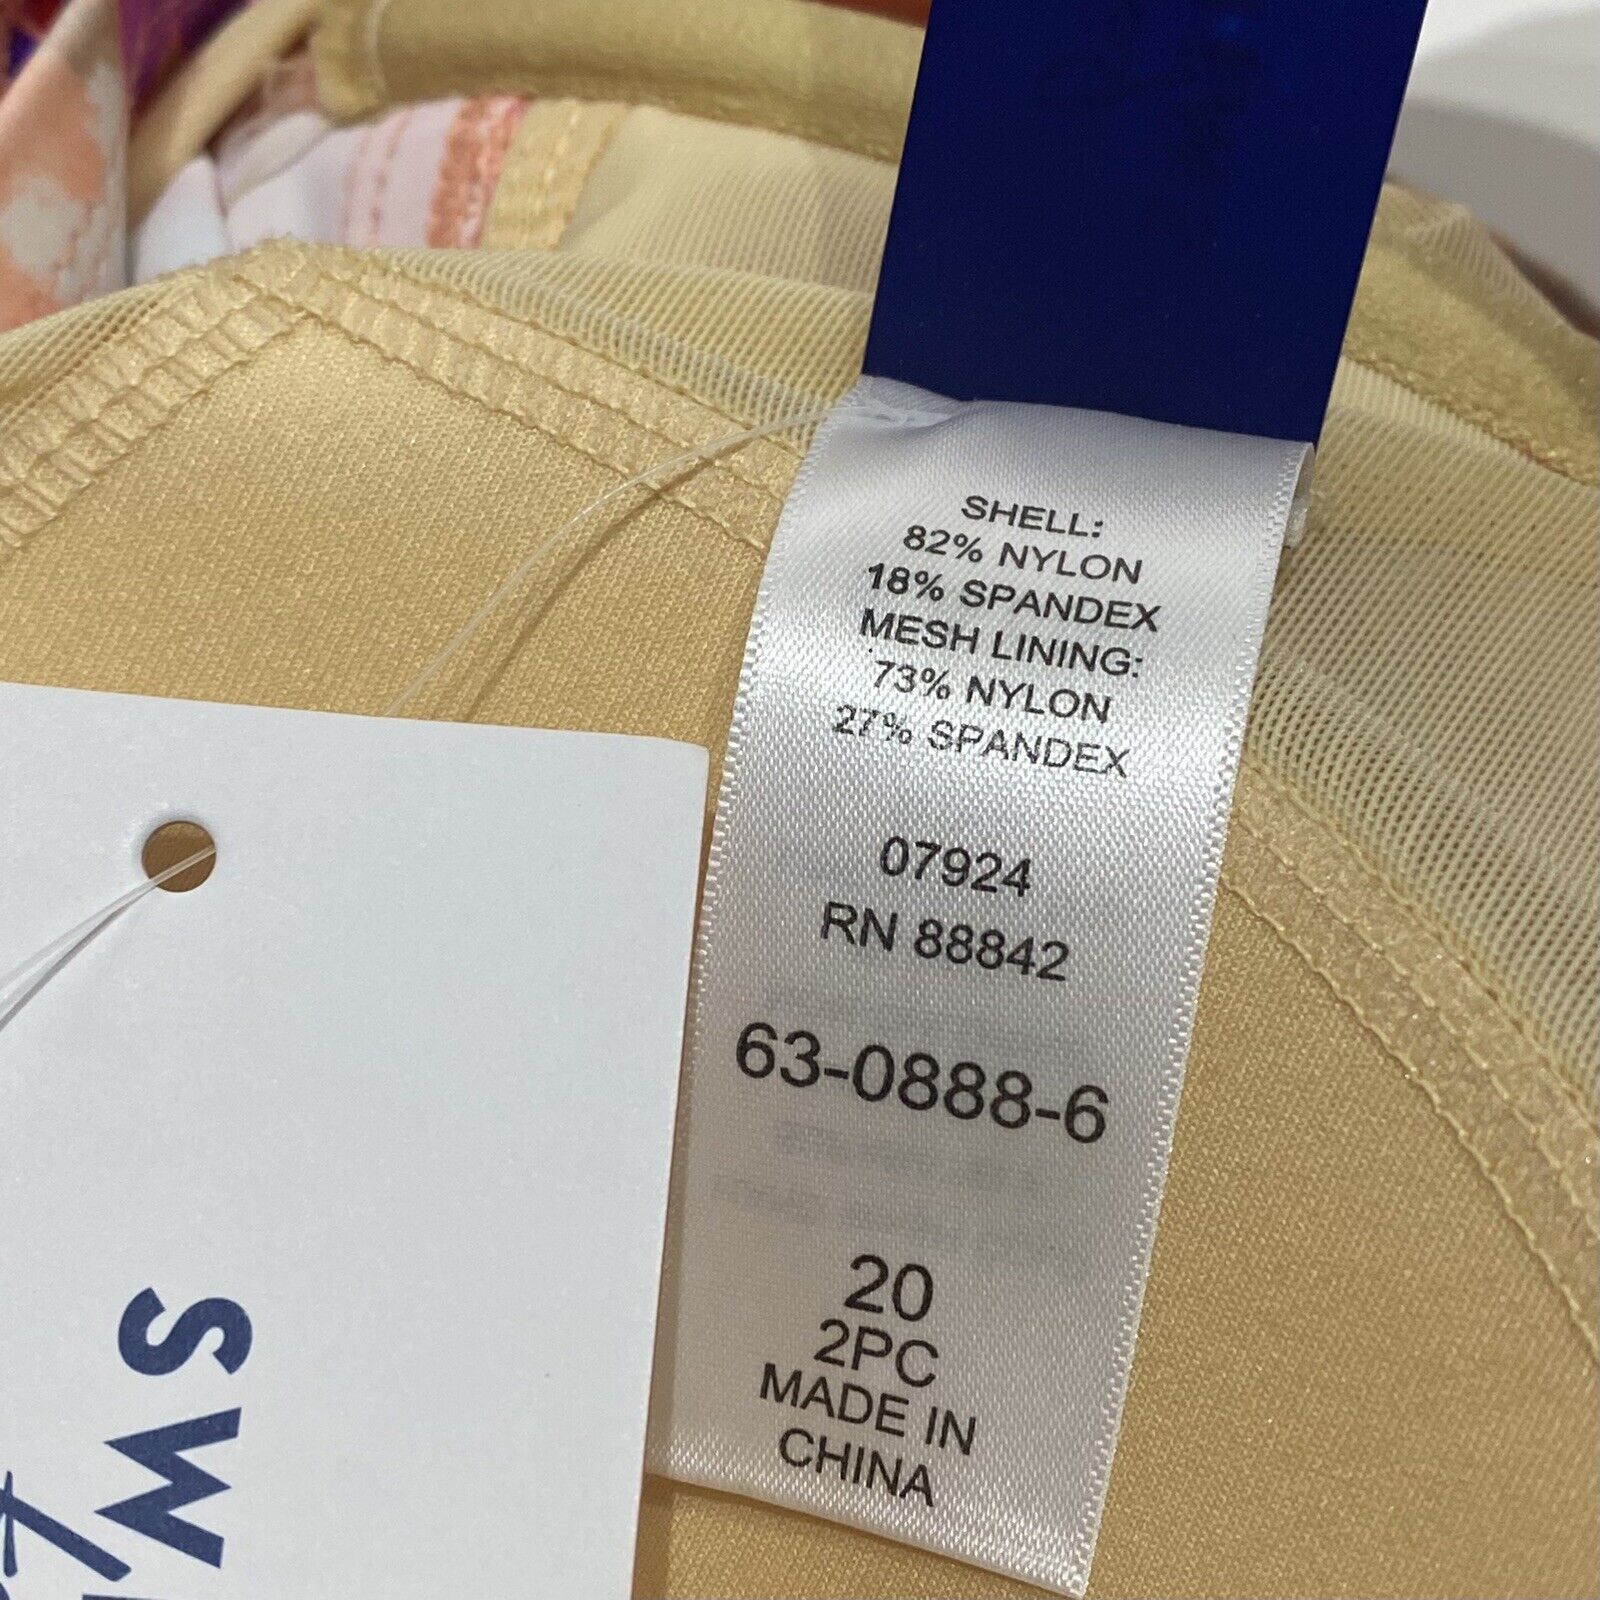 SHELL:
82% NYLON
18% SPANDEX
MESH LINING:
73% NYLON
27% SPANDEX
07924
RN 88842
63-0888-6
20
2PC
MADE IN
CHINA
SW